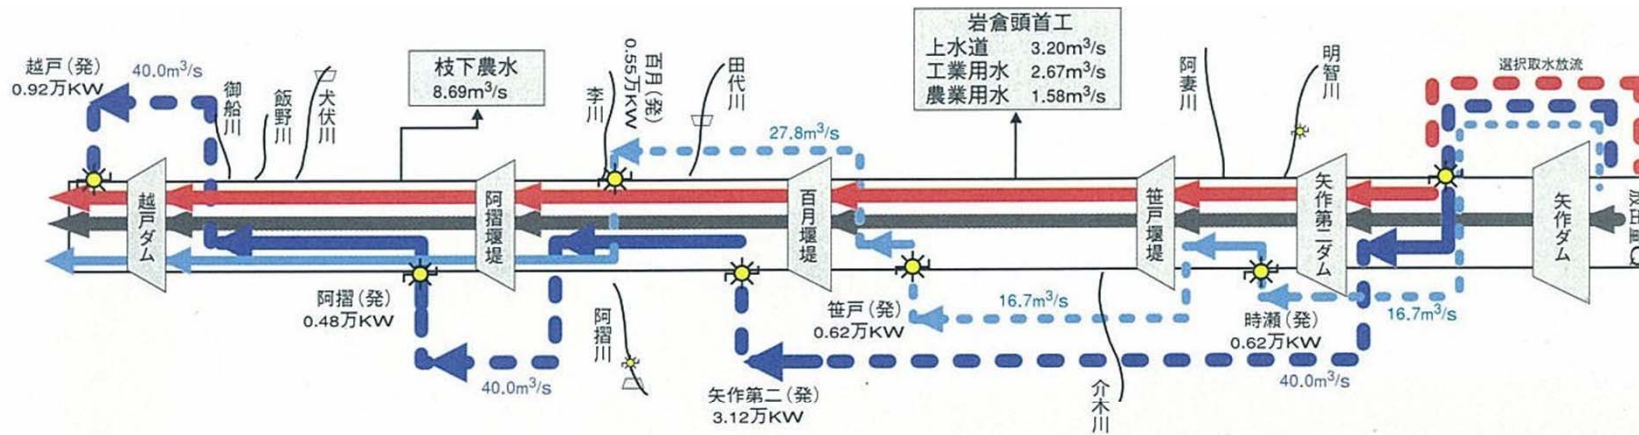 岩倉頭首工
上水道 3.20m³/s
工業用水 2.67m³/s
農業用水 1.58m³/s
枝下農水
8.69m³/s
越戸(発)
0.92万KW
40.0m³/s
御船川
飯野川
犬伏川
李川
百月(発)
0.55万KW
田代川
27.8m³/s
阿妻川
明智川
選択取水放流
越戸ダム
阿摺堰堤
百月堰堤
笹戸堰堤
矢作第二ダム
矢作ダム
阿摺(発)
0.48万KW
40.0m³/s
阿摺川
矢作第二(発)
3.12万KW
笹戸(発)
0.62万KW
16.7m³/s
介木川
時瀬(発)
0.62万KW
40.0m³/s
16.7m³/s